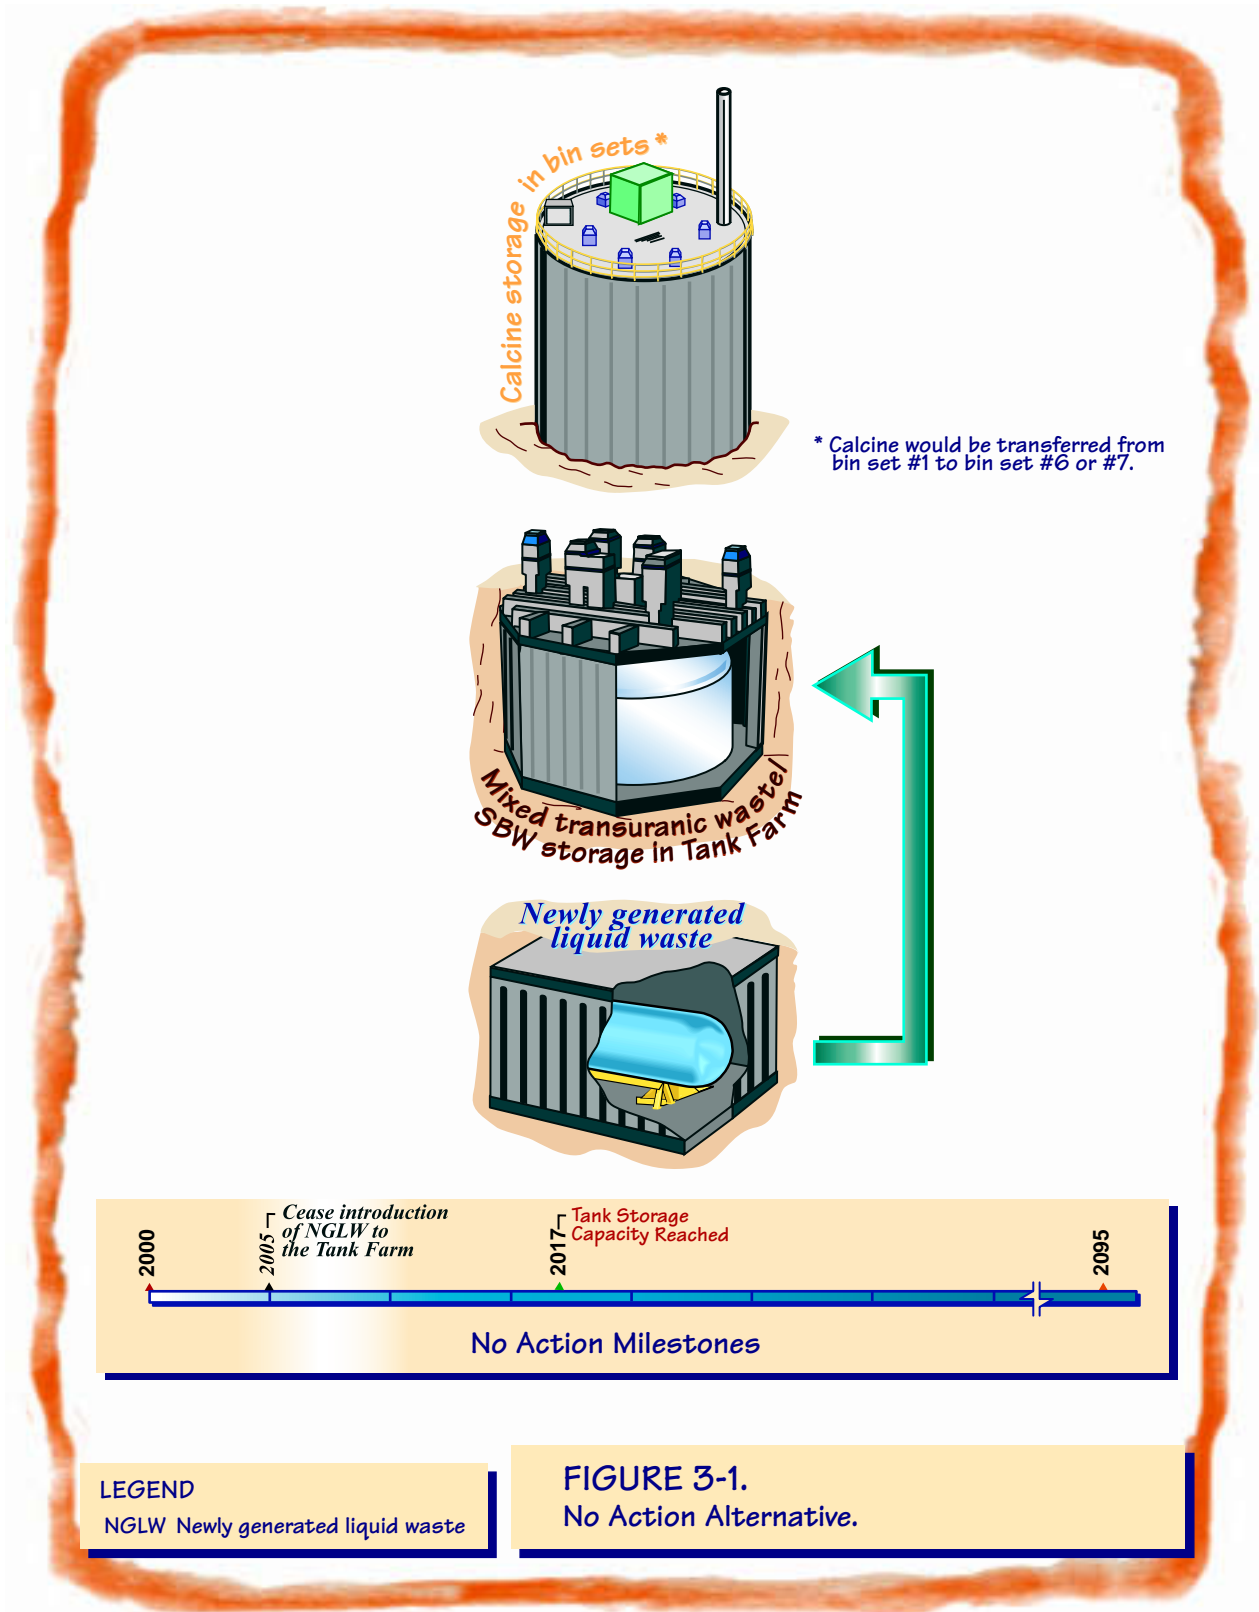 Calcine storage in bin sets *
* Calcine would be transferred from
bin set #1 to bin set #6 or #7.
Mixed transuranic waste/
SBW storage in Tank Farm
Newly generated
liquid waste
2000
2005
Cease introduction
of NGLW to
the Tank Farm
2017
Tank Storage
Capacity Reached
2095
No Action Milestones
LEGEND
NGLW Newly generated liquid waste
FIGURE 3-1.
No Action Alternative.